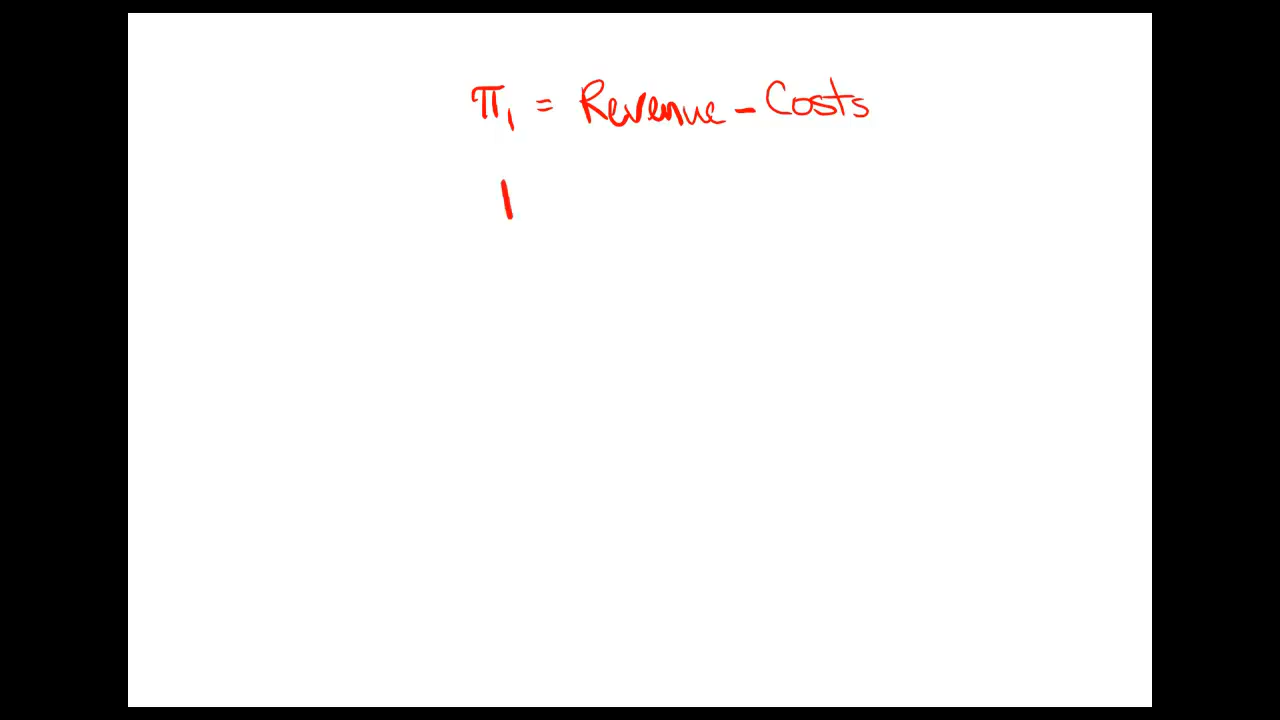 π₁ = Revenue - Costs